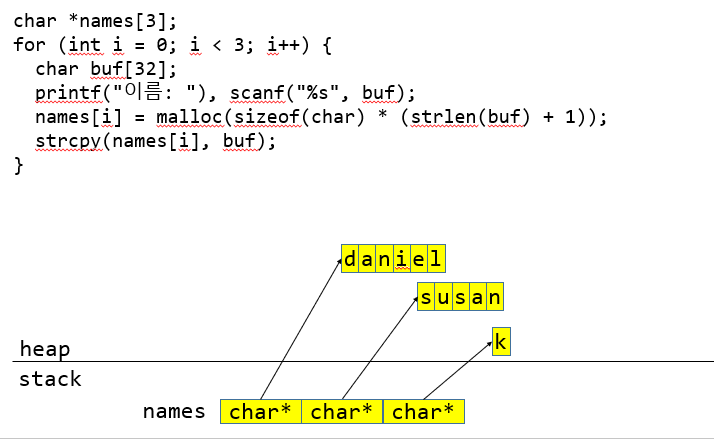 char *names[3];
for (int i = 0; i < 3; i++) {
  char buf[32];
  printf("이름: "), scanf("%s", buf);
  names[i] = malloc(sizeof(char) * (strlen(buf) + 1));
  strcpy(names[i], buf);
}
daniel
susan
k
heap
stack
names char* char* char*